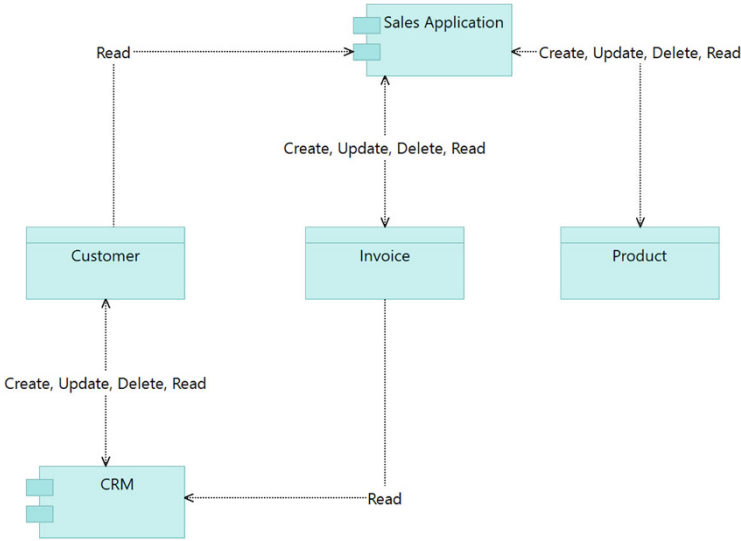 Sales Application
Read
Create, Update, Delete, Read
Create, Update, Delete, Read
Customer
Invoice
Product
Create, Update, Delete, Read
CRM
Read